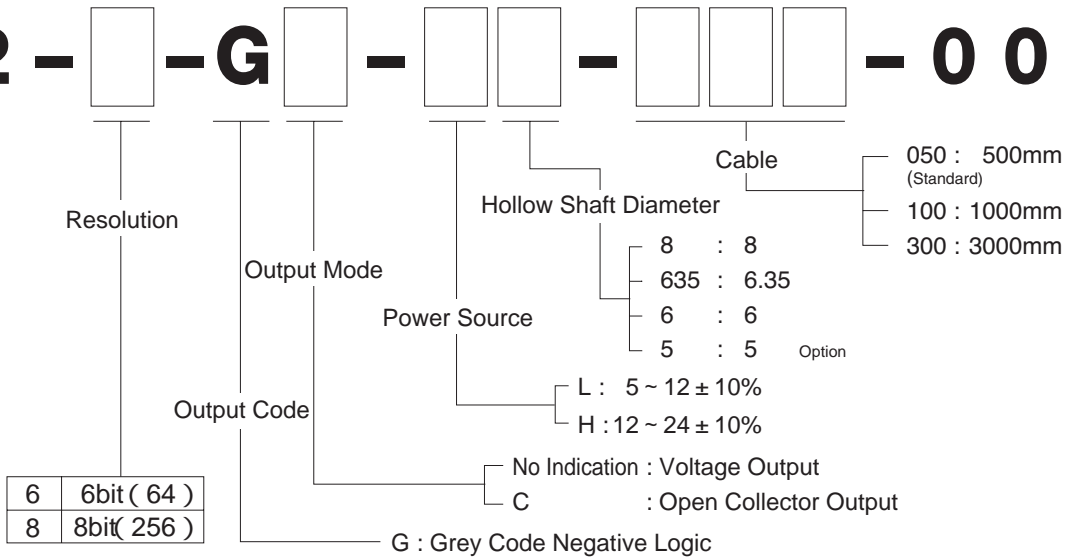 2 - - G - - - 0 0
Cable
050 : 500mm
(Standard)
100 : 1000mm
300 : 3000mm
Hollow Shaft Diameter
8 : 8
635 : 6.35
6 : 6
5 : 5 Option
Resolution
Output Mode
Power Source
L : 5 ~ 12 ± 10%
H : 12 ~ 24 ± 10%
Output Code
No Indication : Voltage Output
C : Open Collector Output
6 6bit ( 64 )
8 8bit( 256 )
G : Grey Code Negative Logic